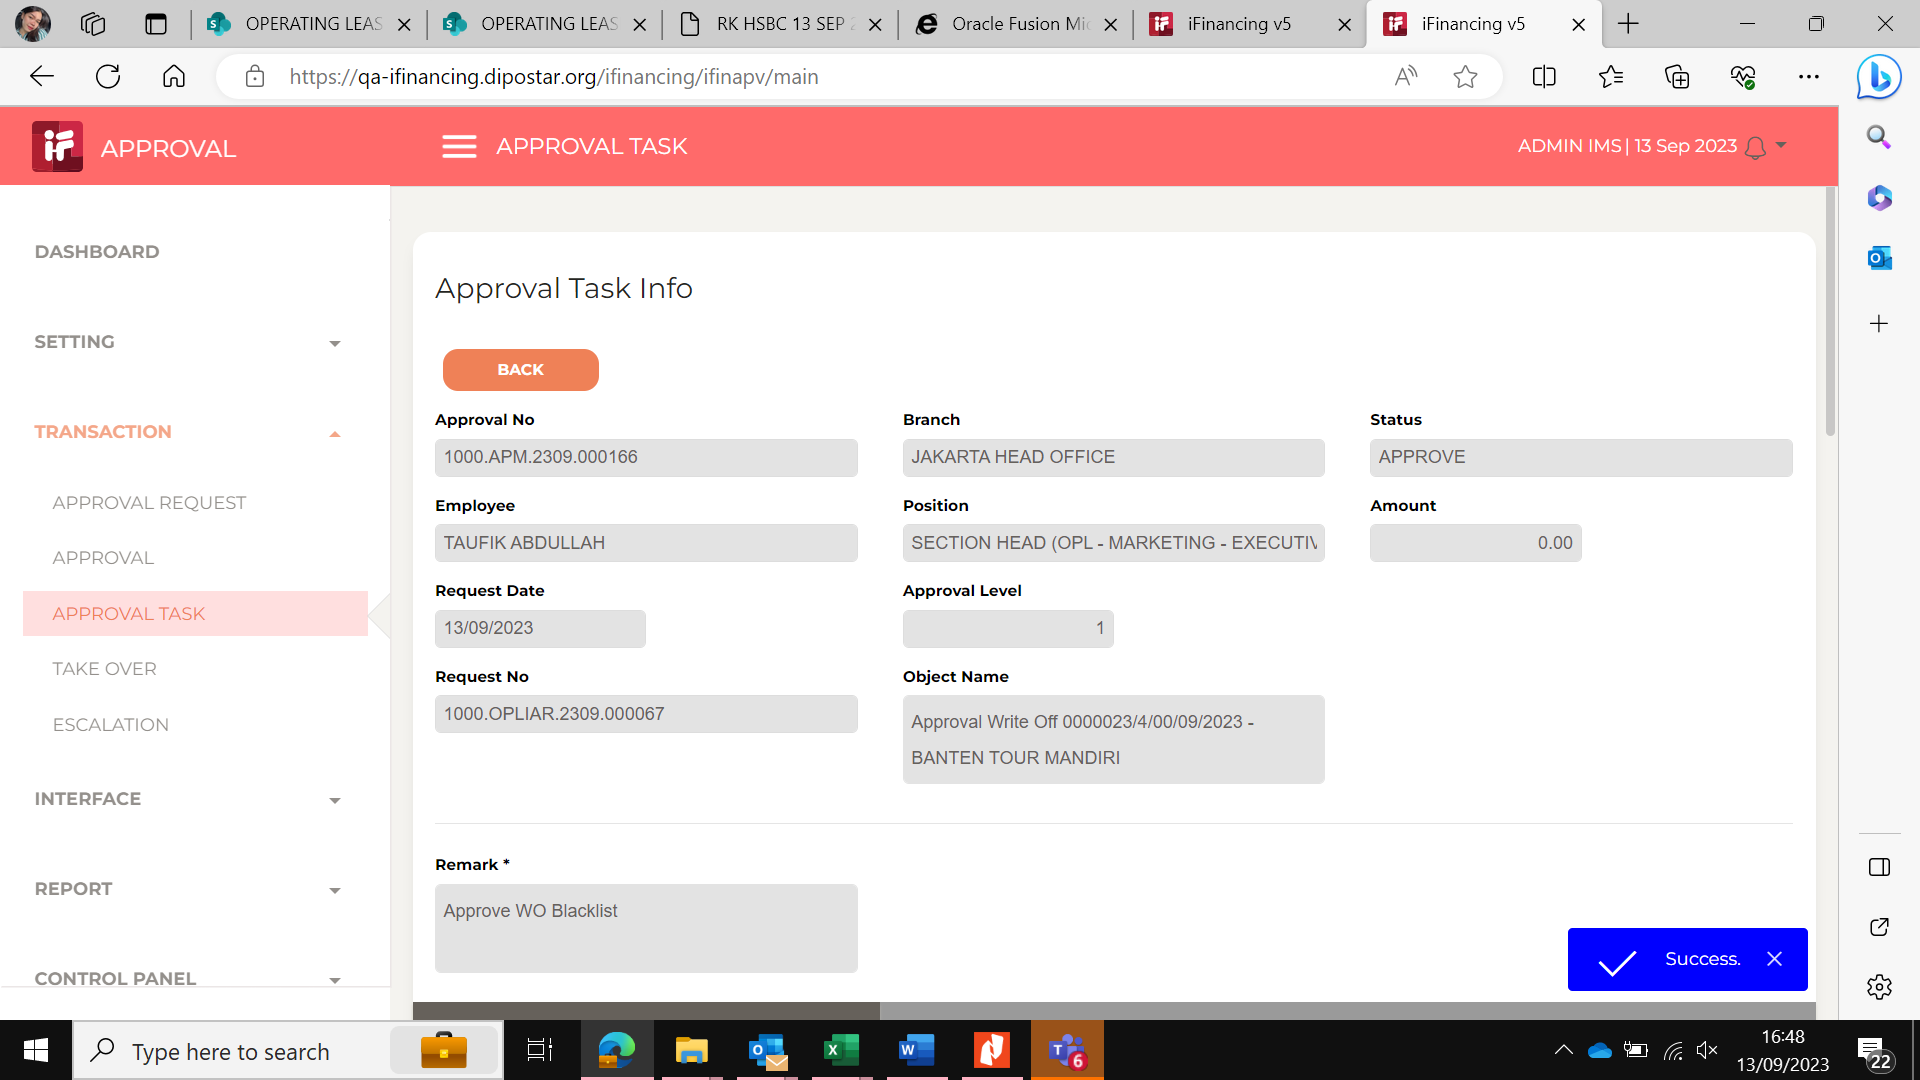 OPERATING LEAS
OPERATING LEAS
RK HSBC 13 SEP 2
Oracle Fusion Mi
iFinancing v5
iFinancing v5
https://qa-ifinancing.dipostar.org/ifinancing/ifinapv/main
iF APPROVAL
APPROVAL TASK
ADMIN IMS | 13 Sep 2023
DASHBOARD
SETTING
TRANSACTION
APPROVAL REQUEST
APPROVAL
APPROVAL TASK
TAKE OVER
ESCALATION
INTERFACE
REPORT
CONTROL PANEL
Approval Task Info
BACK
Approval No
1000.APM.2309.000166
Branch
JAKARTA HEAD OFFICE
Status
APPROVE
Employee
TAUFIK ABDULLAH
Position
SECTION HEAD (OPL - MARKETING - EXECUTIV
Amount
0.00
Request Date
13/09/2023
Approval Level
1
Request No
1000.OPLIAR.2309.000067
Object Name
Approval Write Off 0000023/4/00/09/2023 -
BANTEN TOUR MANDIRI
Remark *
Approve WO Blacklist
Success.
Type here to search
6
16:48
13/09/2023
22